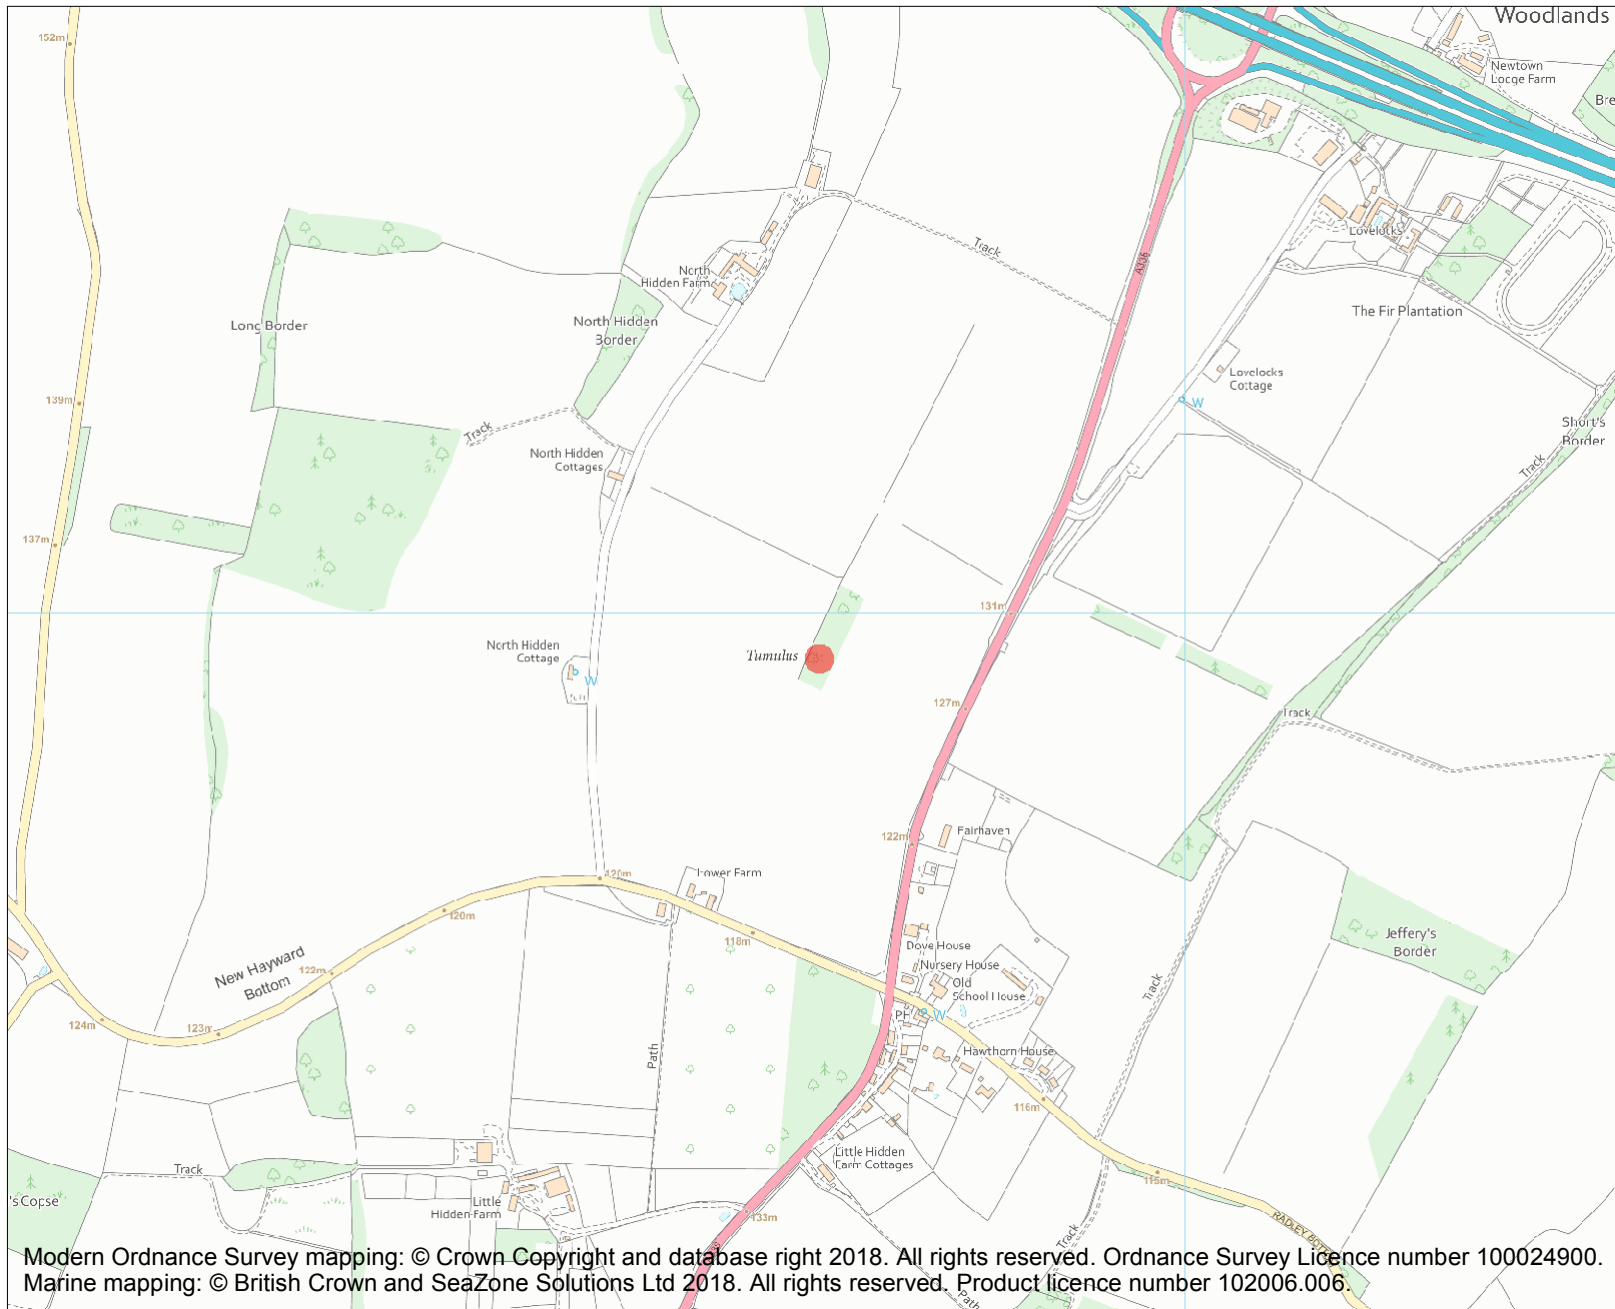 Woodlands
152m
Newtown
Locge Farm
Bre
Track
A338
North
Hidden Farm
Lovelocks
Long Border
North Hidden
Border
The Fir Plantation
Lovelocks
Cottage
139m
W
Track
Short's
Border
North Hidden
Cottages
Track
137m
131m
North Hidden
Cottage
W
Tumulus
127m
Track
122m
Fairhaven
120m
Lower Farm
120m
118m
Dove House
Jeffery's
Border
New Hayward
Bottom
122m
Nursery House
Old
School House
Track
PH
W
124m
123m
Path
Hawthorn House
116m
Little Hidden
Farm Cottages
Track
115m
's Copse
Little
Hidden Farm
133m
RADLEY BOTTOM
Track
Modern Ordnance Survey mapping: © Crown Copyright and database right 2018. All rights reserved. Ordnance Survey Licence number 100024900.
Marine mapping: © British Crown and SeaZone Solutions Ltd 2018. All rights reserved. Product licence number 102006.006.
Path